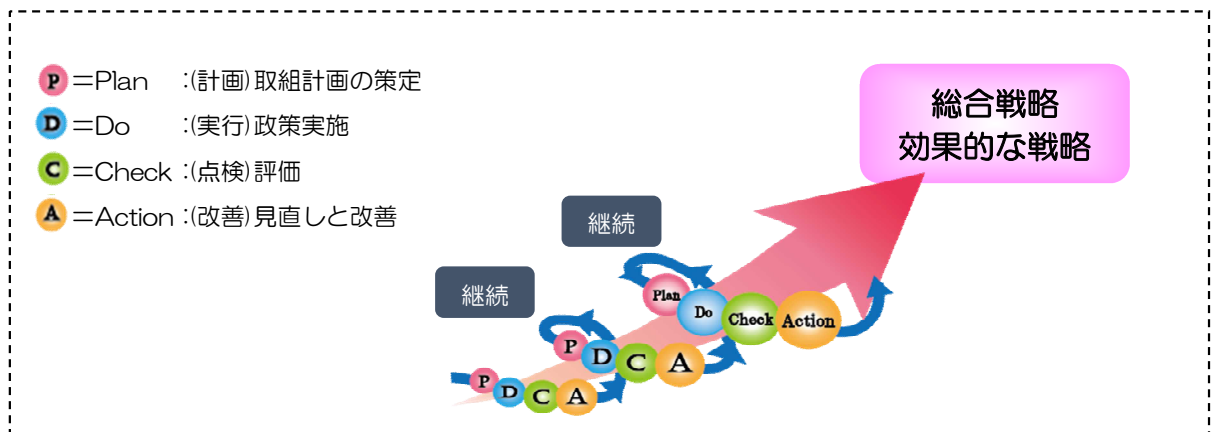 P=Plan :(計画)取組計画の策定
D=Do :(実行)政策実施
C=Check :(点検)評価
A=Action :(改善)見直しと改善
総合戦略
効果的な戦略
継続
継続
Plan Do Check Action
P D C A
P D C A